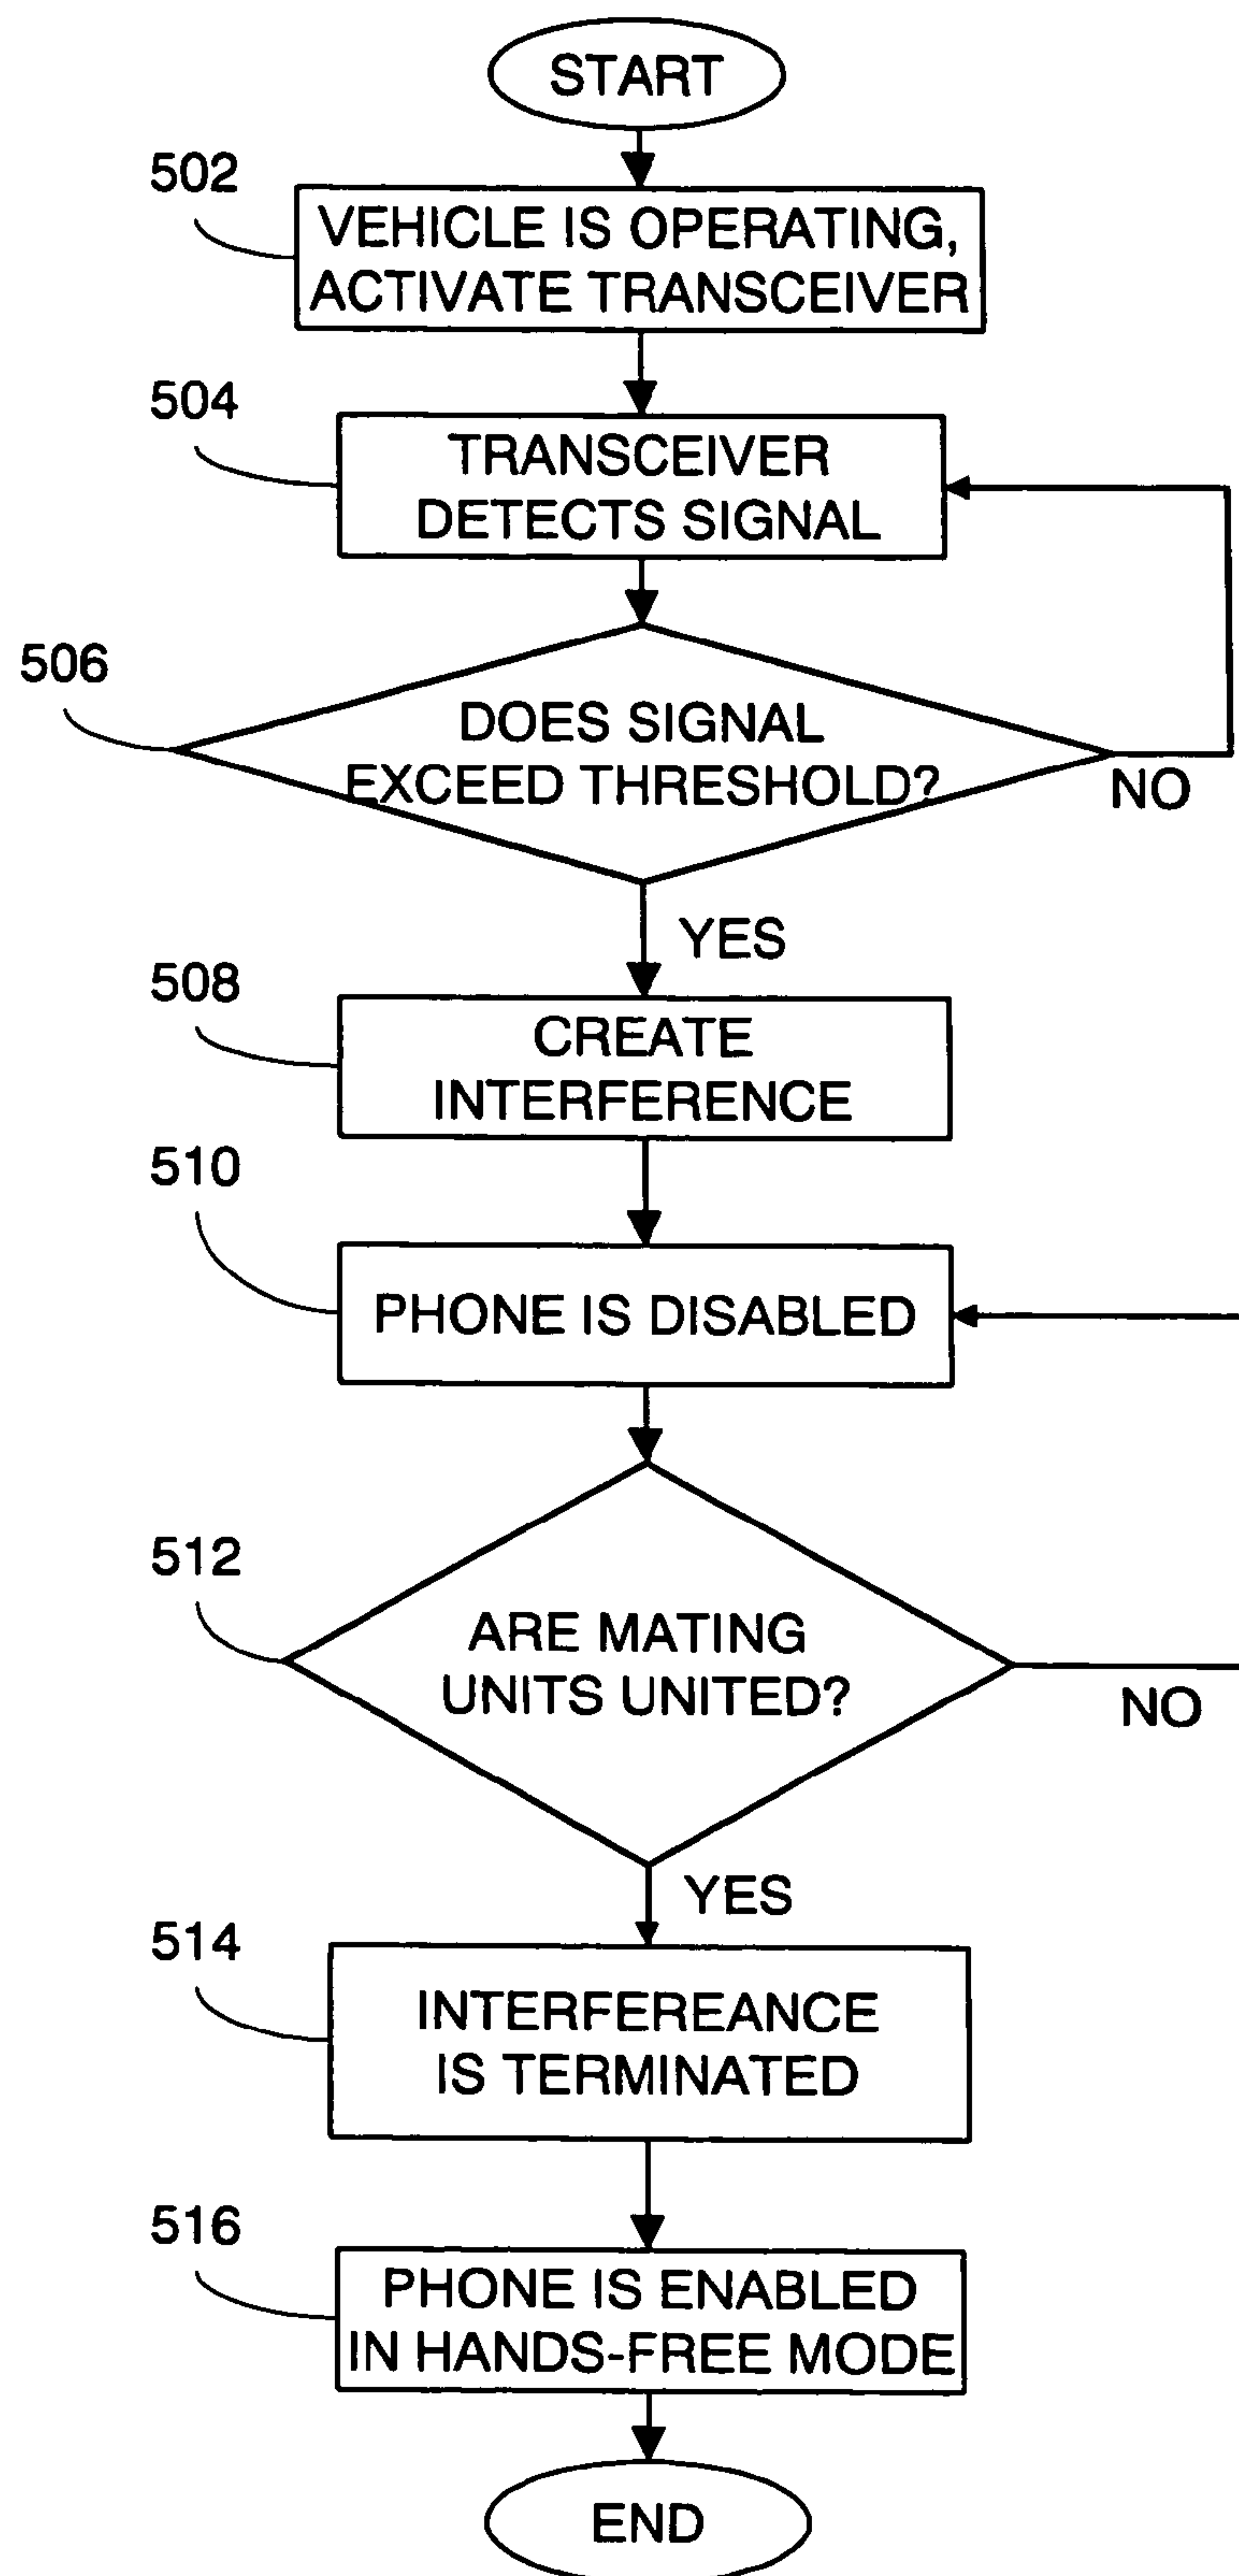 START
502
VEHICLE IS OPERATING,
ACTIVATE TRANSCEIVER
504
TRANSCEIVER
DETECTS SIGNAL
506
DOES SIGNAL
EXCEED THRESHOLD?
NO
YES
508
CREATE
INTERFERENCE
510
PHONE IS DISABLED
512
ARE MATING
UNITS UNITED?
NO
YES
514
INTERFEREANCE
IS TERMINATED
516
PHONE IS ENABLED
IN HANDS-FREE MODE
END